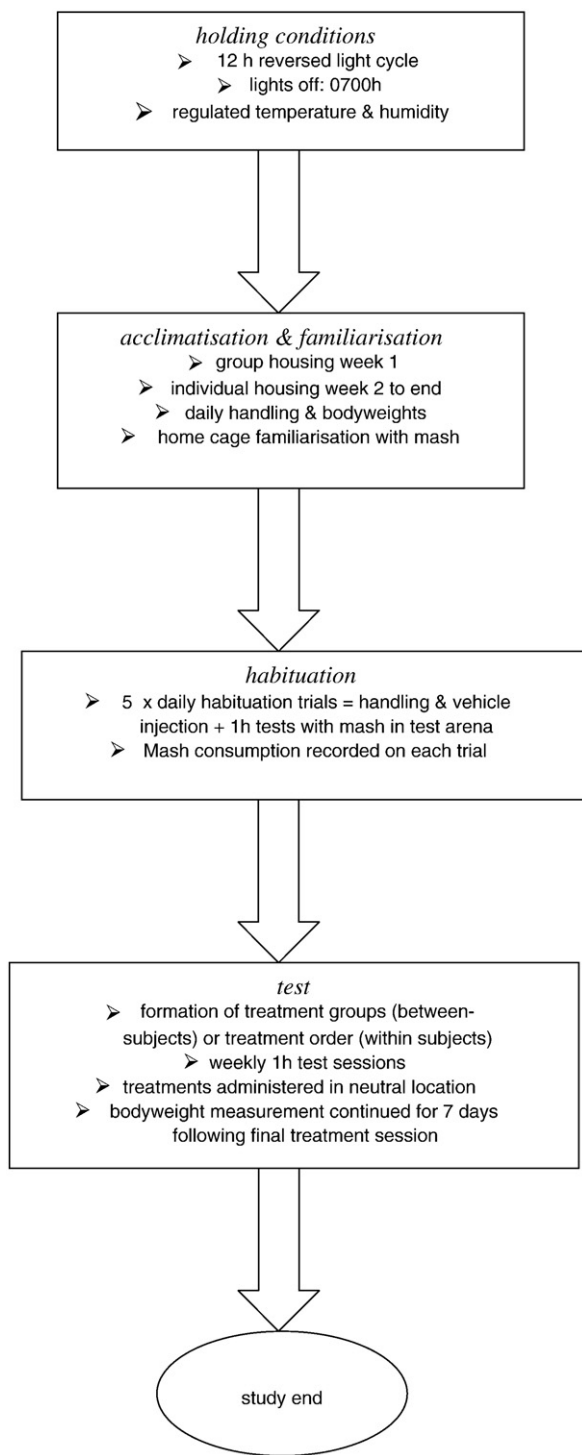 holding conditions
➢ 12 h reversed light cycle
➢ lights off: 0700h
➢ regulated temperature & humidity
acclimatisation & familiarisation
➢ group housing week 1
➢ individual housing week 2 to end
➢ daily handling & bodyweights
➢ home cage familiarisation with mash
habituation
➢ 5 x daily habituation trials = handling & vehicle
injection + 1h tests with mash in test arena
➢ Mash consumption recorded on each trial
test
➢ formation of treatment groups (between-
subjects) or treatment order (within subjects)
➢ weekly 1h test sessions
➢ treatments administered in neutral location
➢ bodyweight measurement continued for 7 days
following final treatment session
study end